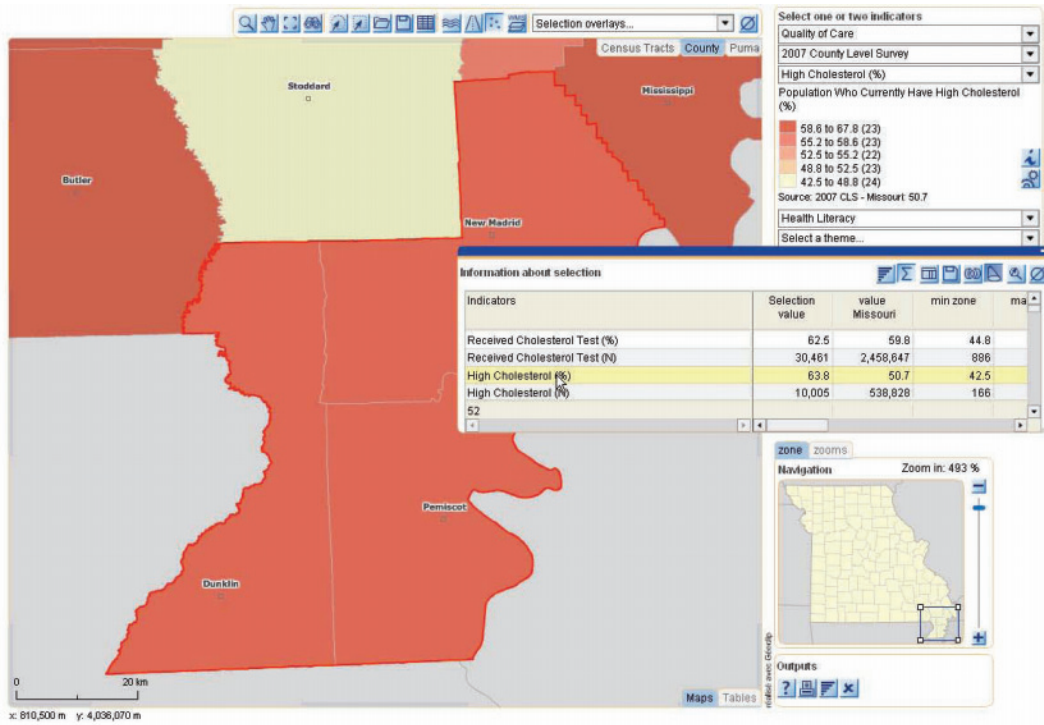 Selection overlays...
Census Tracts County Puma
Stoddard
Mississippi
Butler
New Madrid
Pemiscot
Dunklin
0 20 km
Maps Tables
x: 810,500 m y: 4,036,070 m
Select one or two indicators
Quality of Care
2007 County Level Survey
High Cholesterol (%)
Population Who Currently Have High Cholesterol
(%)
58.6 to 67.8 (23)
55.2 to 58.6 (23)
52.5 to 55.2 (22)
48.8 to 52.5 (23)
42.5 to 48.8 (24)
Source: 2007 CLS - Missouri: 50.7
Health Literacy
Select a theme...
Information about selection
Indicators Selection value value Missouri min zone ma
Received Cholesterol Test (%) 62.5 59.8 44.8
Received Cholesterol Test (N) 30,461 2,458,647 886
High Cholesterol (%) 63.8 50.7 42.5
High Cholesterol (N) 10,005 538,828 166
52
zone zooms
Navigation Zoom in: 493 %
réalisé avec Géoclip
Outputs